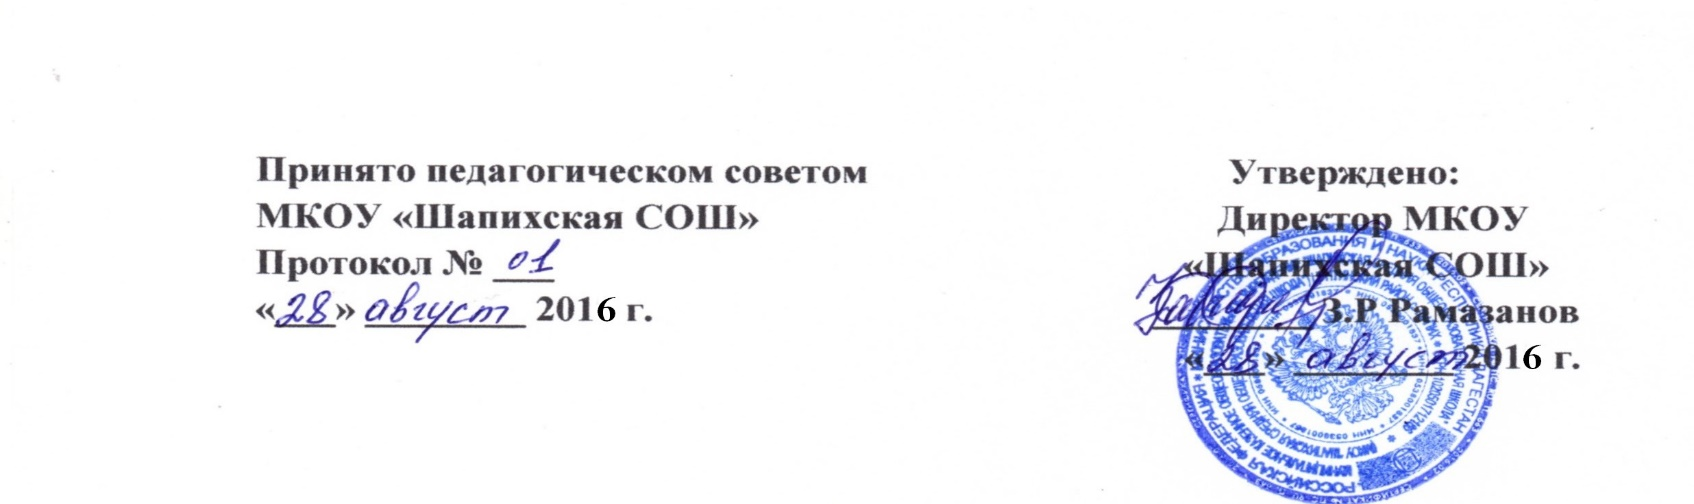 Принято педагогическом советом
МКОУ «Шапихская СОШ»
Протокол № 01
«28» август 2016 г.
Утверждено:
Директор МКОУ
«Шапихская СОШ»
З.Р Рамазанов
«28» август 2016 г.